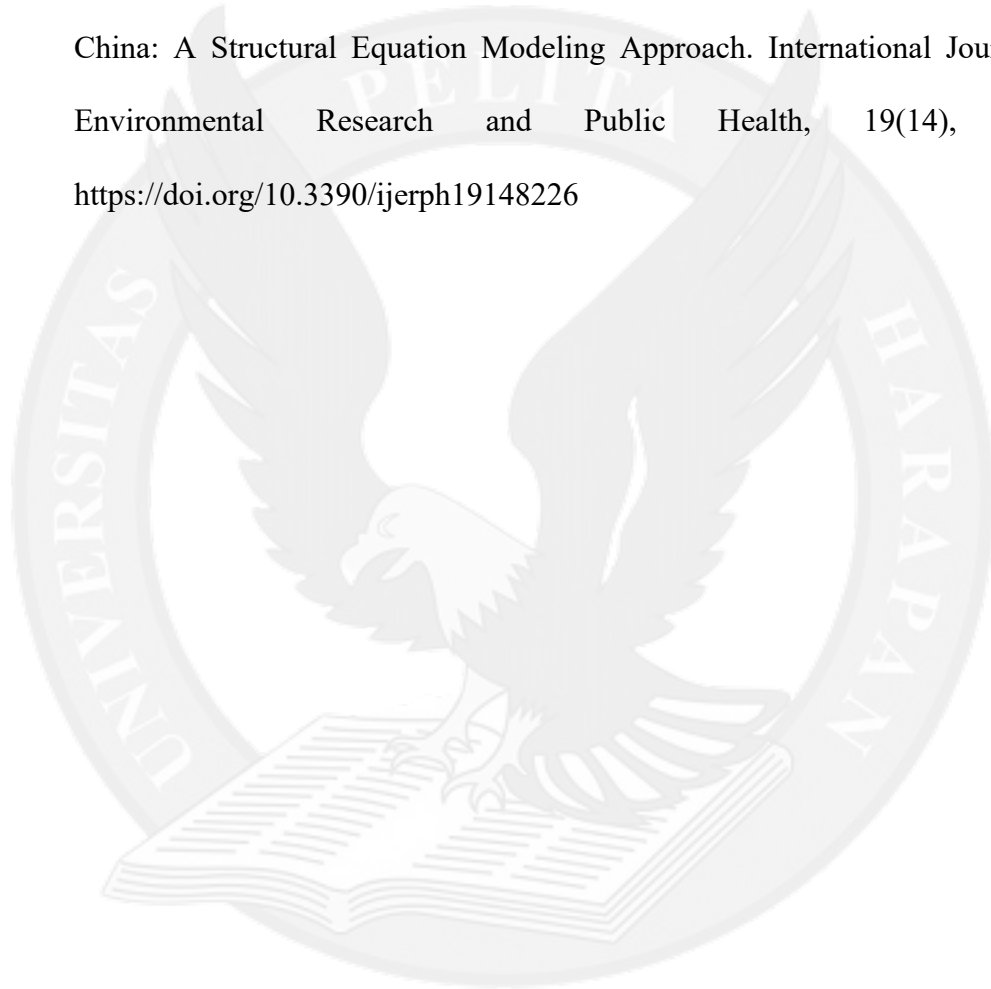 China: A Structural Equation Modeling Approach. International Jou
Environmental Research and Public Health, 19(14),
https://doi.org/10.3390/ijerph19148226
UNIVERSITAS PELITA HARAPAN